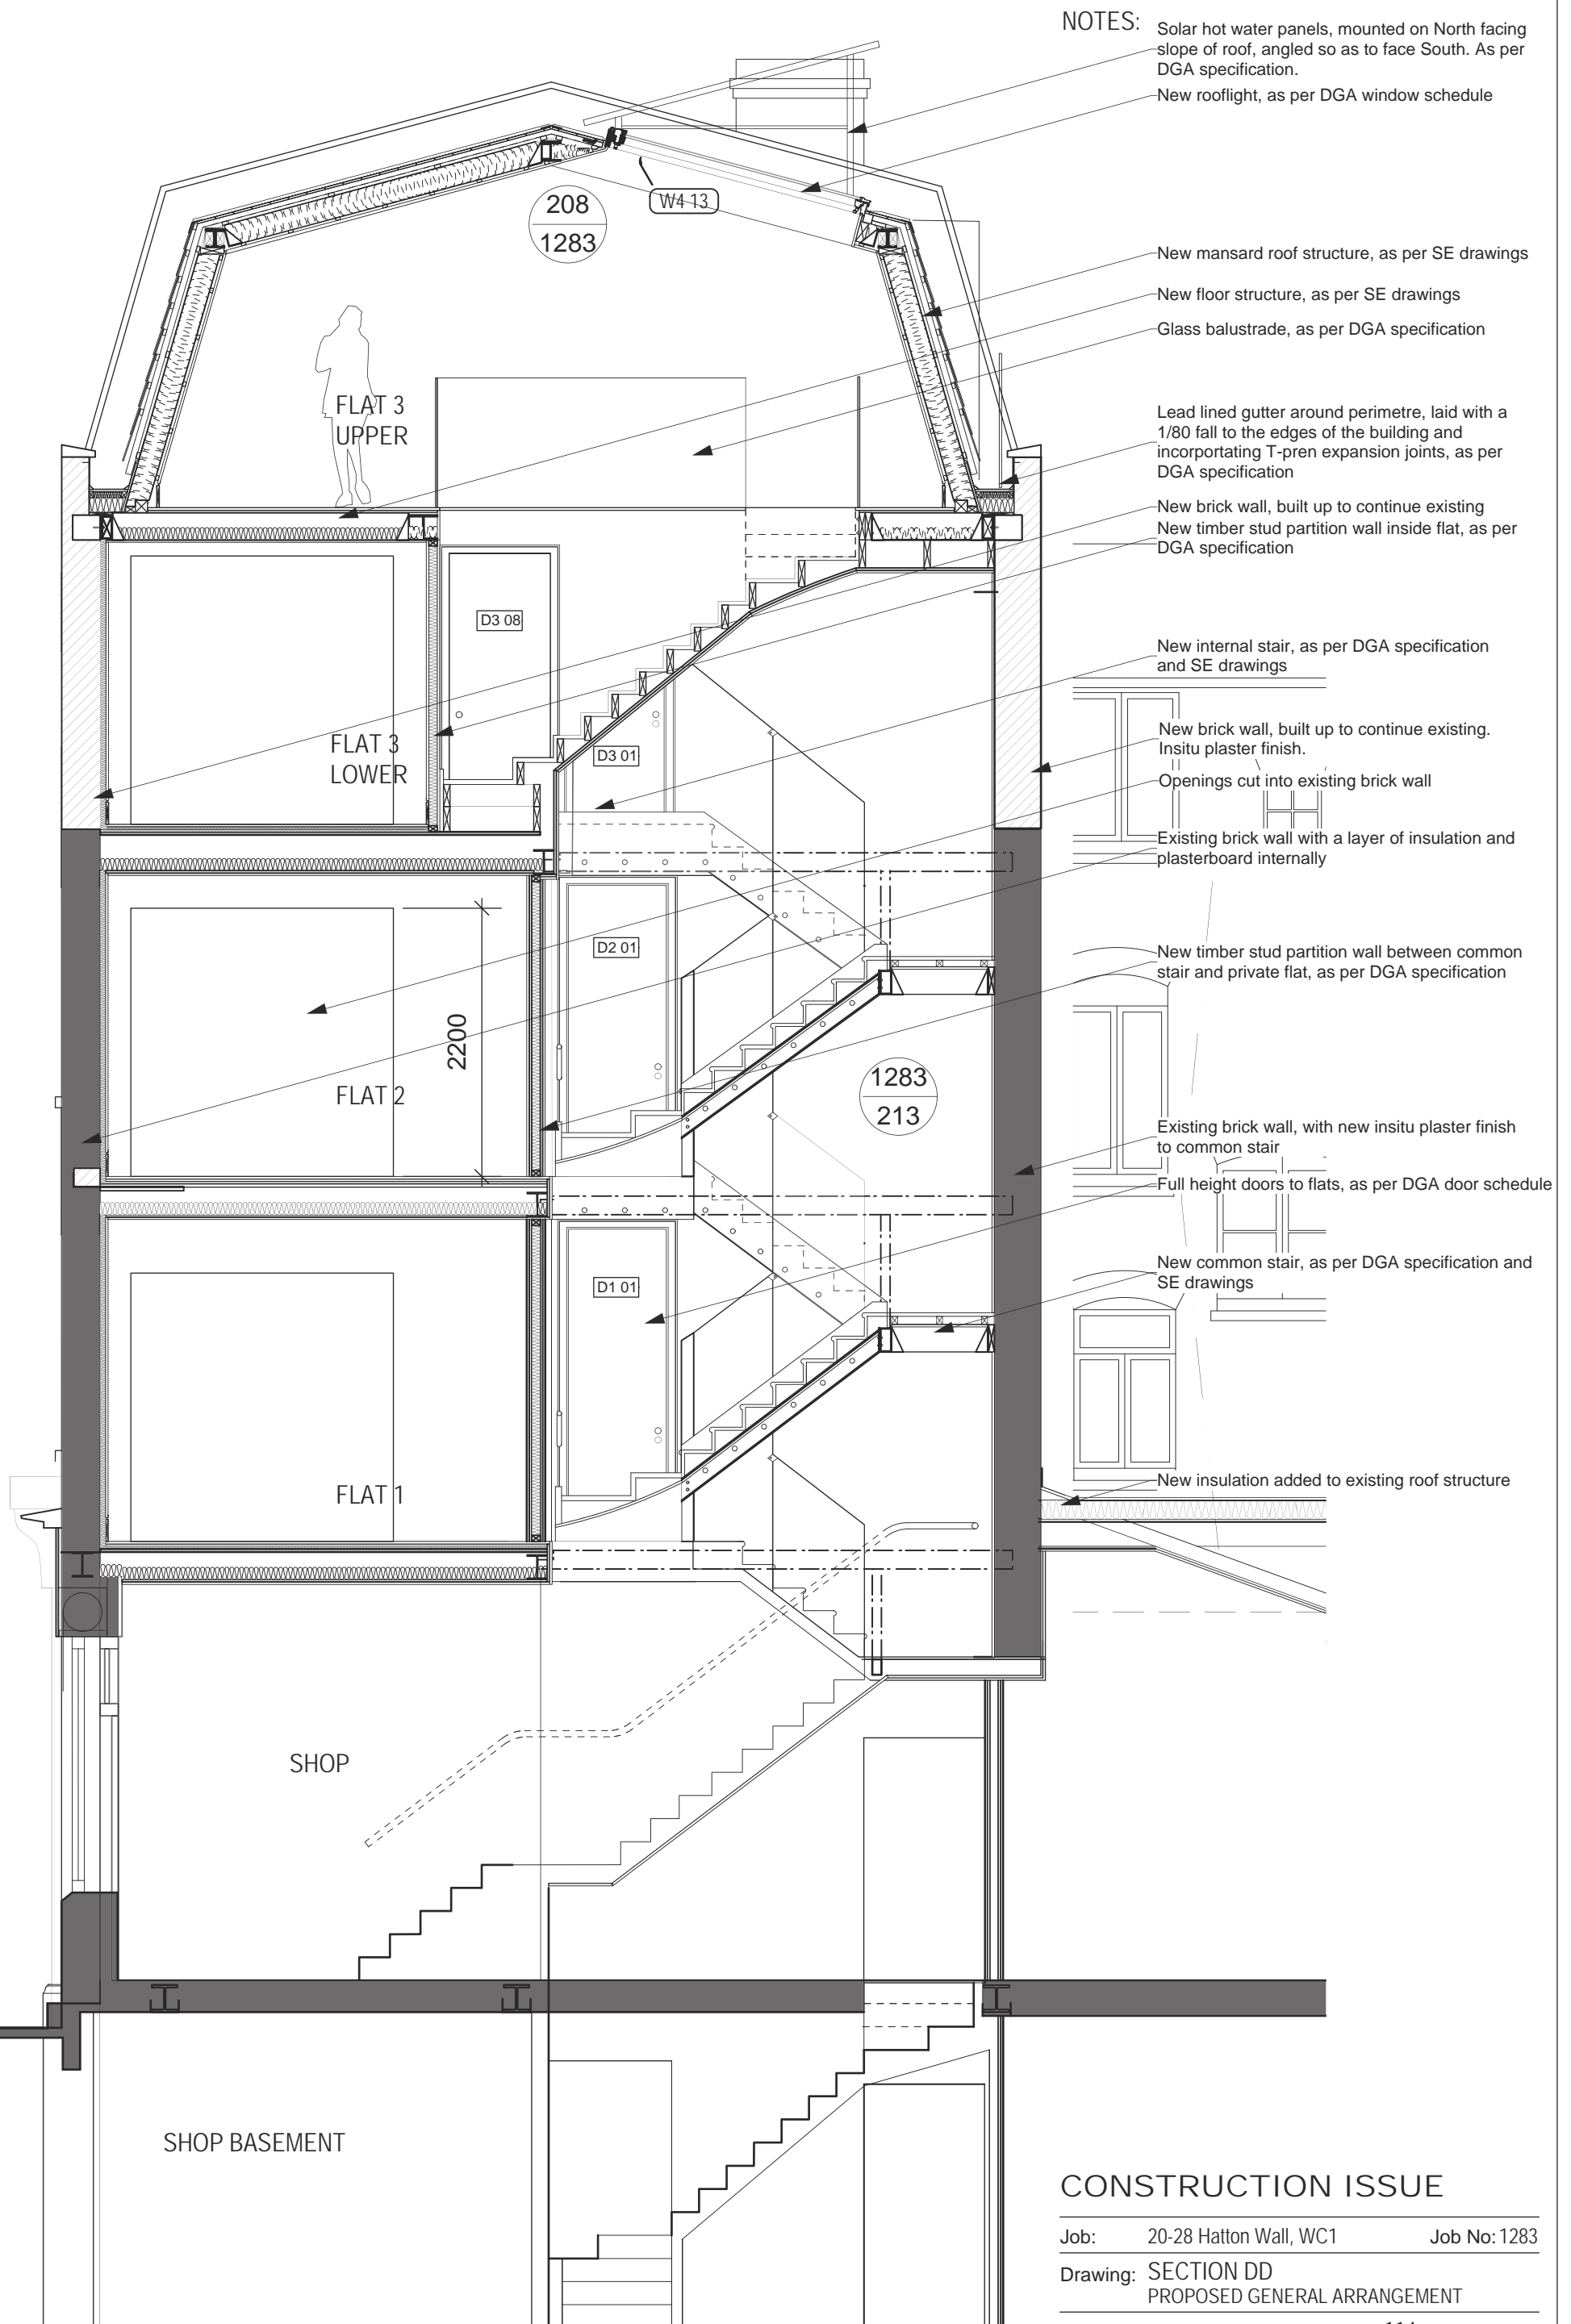 NOTES:
Solar hot water panels, mounted on North facing
slope of roof, angled so as to face South. As per
DGA specification.
New rooflight, as per DGA window schedule
W4 13
208
1283
New mansard roof structure, as per SE drawings
New floor structure, as per SE drawings
Glass balustrade, as per DGA specification
FLAT 3
UPPER
Lead lined gutter around perimetre, laid with a
1/80 fall to the edges of the building and
incorportating T-pren expansion joints, as per
DGA specification
New brick wall, built up to continue existing
New timber stud partition wall inside flat, as per
DGA specification
D3 08
New internal stair, as per DGA specification
and SE drawings
FLAT 3
LOWER
D3 01
New brick wall, built up to continue existing.
Insitu plaster finish.
Openings cut into existing brick wall
Existing brick wall with a layer of insulation and
plasterboard internally
D2 01
New timber stud partition wall between common
stair and private flat, as per DGA specification
2200
FLAT 2
1283
213
Existing brick wall, with new insitu plaster finish
to common stair
Full height doors to flats, as per DGA door schedule
D1 01
New common stair, as per DGA specification and
SE drawings
FLAT 1
New insulation added to existing roof structure
SHOP
SHOP BASEMENT
CONSTRUCTION ISSUE
Job: 20-28 Hatton Wall, WC1 Job No: 1283
Drawing: SECTION DD
PROPOSED GENERAL ARRANGEMENT